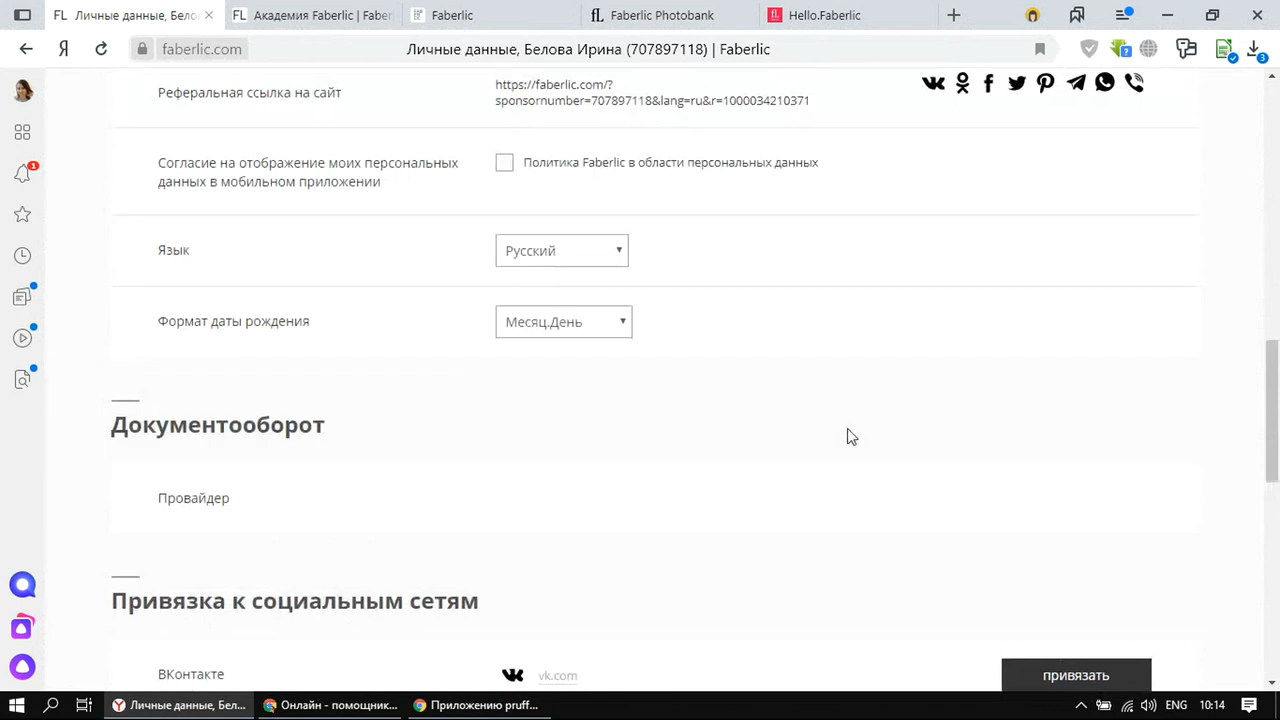 Личные данные, Бело
Академия Faberlic | Faber
Faberlic
Faberlic Photobank
Hello.Faberlic
faberlic.com
Личные данные, Белова Ирина (707897118) | Faberlic
3
1
Реферальная ссылка на сайт
https://faberlic.com/?
sponsornumber=707897118&lang=ru&r=1000034210371
Согласие на отображение моих персональных
данных в мобильном приложении
Политика Faberlic в области персональных данных
Язык
Русский
Формат даты рождения
Месяц.День
Документооборот
Провайдер
Привязка к социальным сетям
ВКонтакте
vk.com
привязать
Личные данные, Бел...
Онлайн - помощник...
Приложению pruff...
ENG
10:14